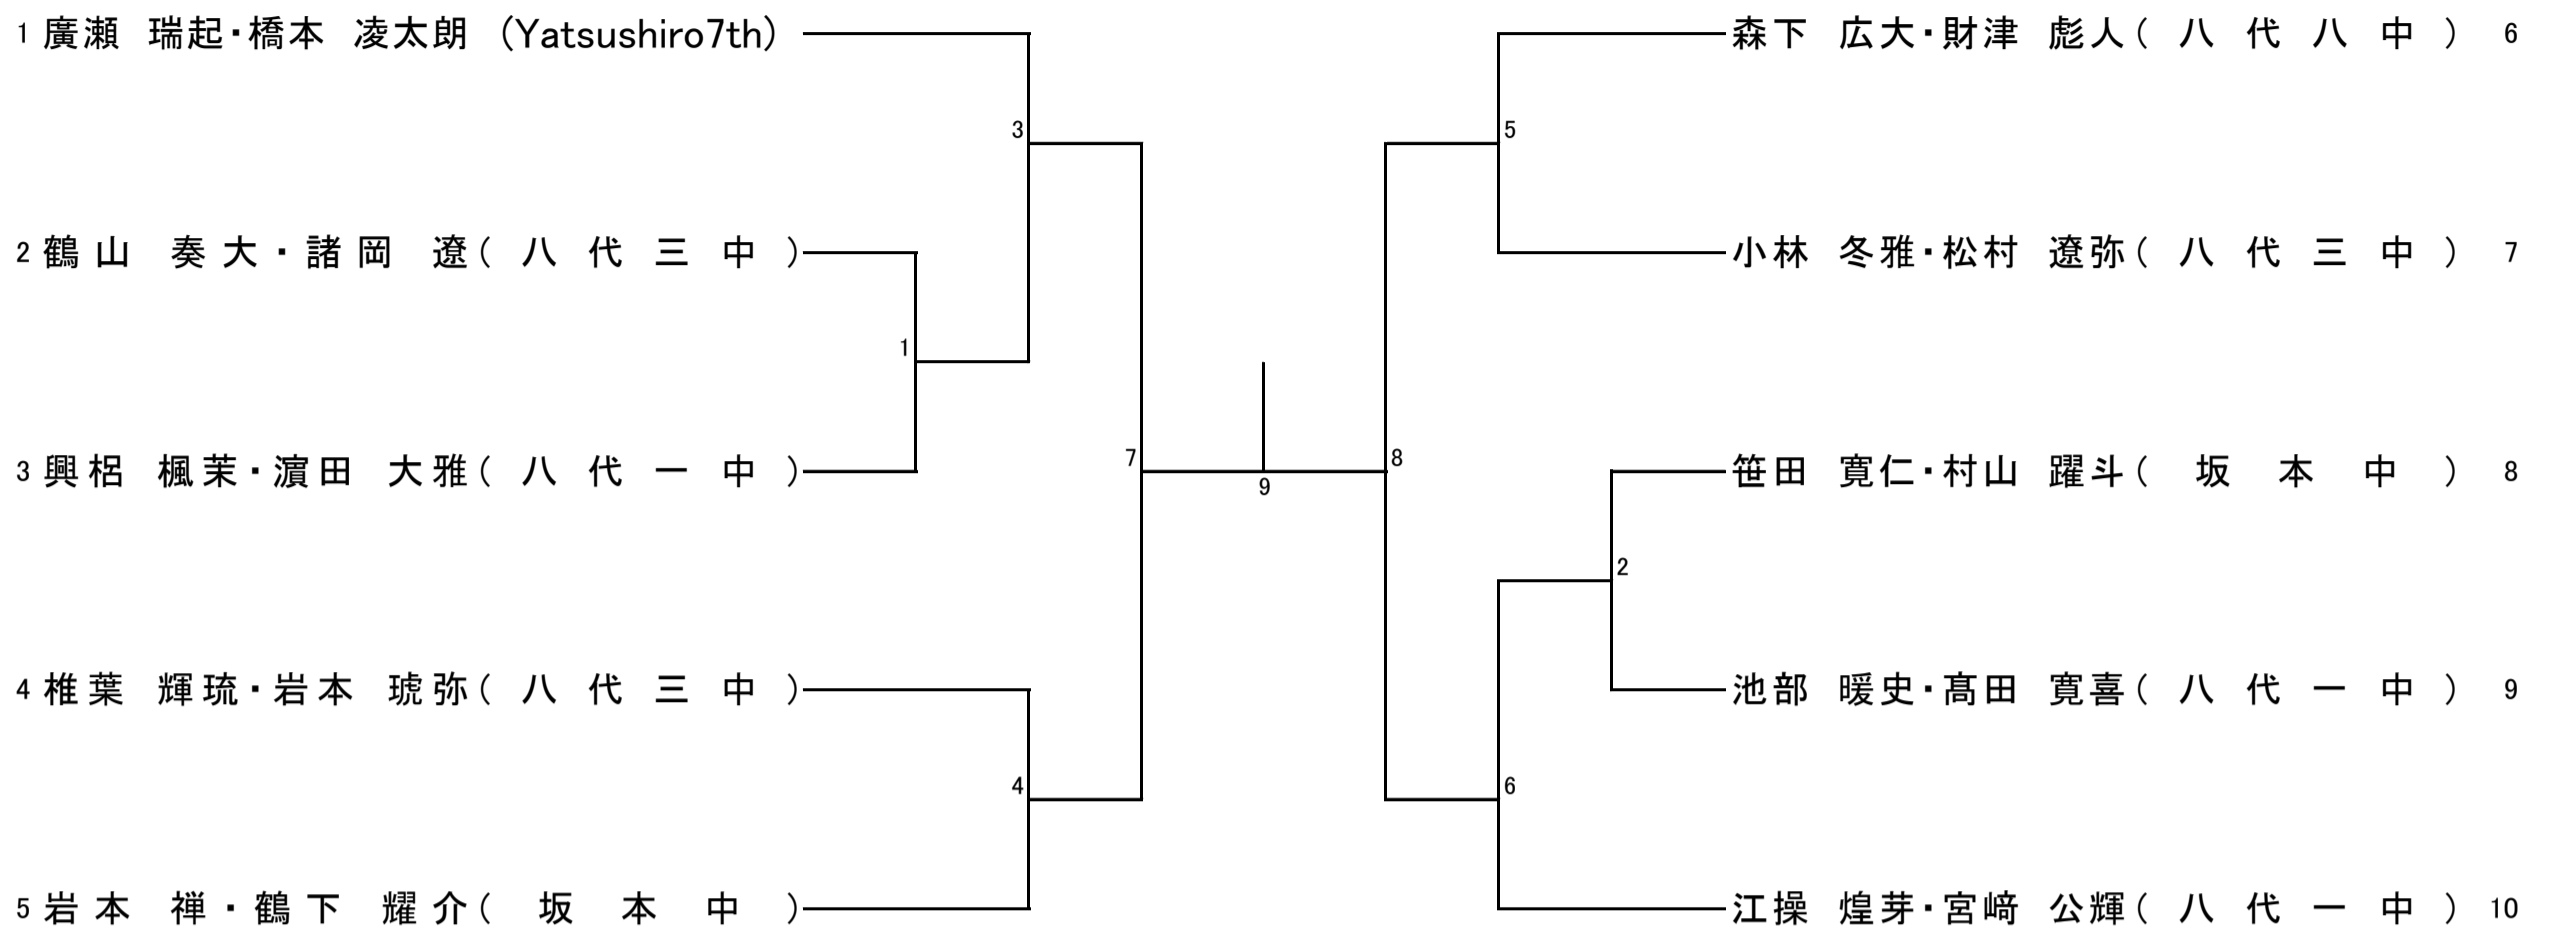 1 廣瀬 瑞起・橋本 凌太朗 (Yatsushiro7th)
森下 広大・財津 彪人( 八 代 八 中 ) 6
3
5
2 鶴山 奏大・諸岡 遼( 八 代 三 中 )
小林 冬雅・松村 遼弥( 八 代 三 中 ) 7
1
3 興梠 楓茉・濵田 大雅( 八 代 一 中 )
7
8
9
笹田 寛仁・村山 躍斗( 坂 本 中 ) 8
2
4 椎葉 輝琉・岩本 琥弥( 八 代 三 中 )
池部 暖史・髙田 寛喜( 八 代 一 中 ) 9
4
6
5 岩本 禅・鶴下 耀介( 坂 本 中 )
江操 煌芽・宮﨑 公輝( 八 代 一 中 ) 10